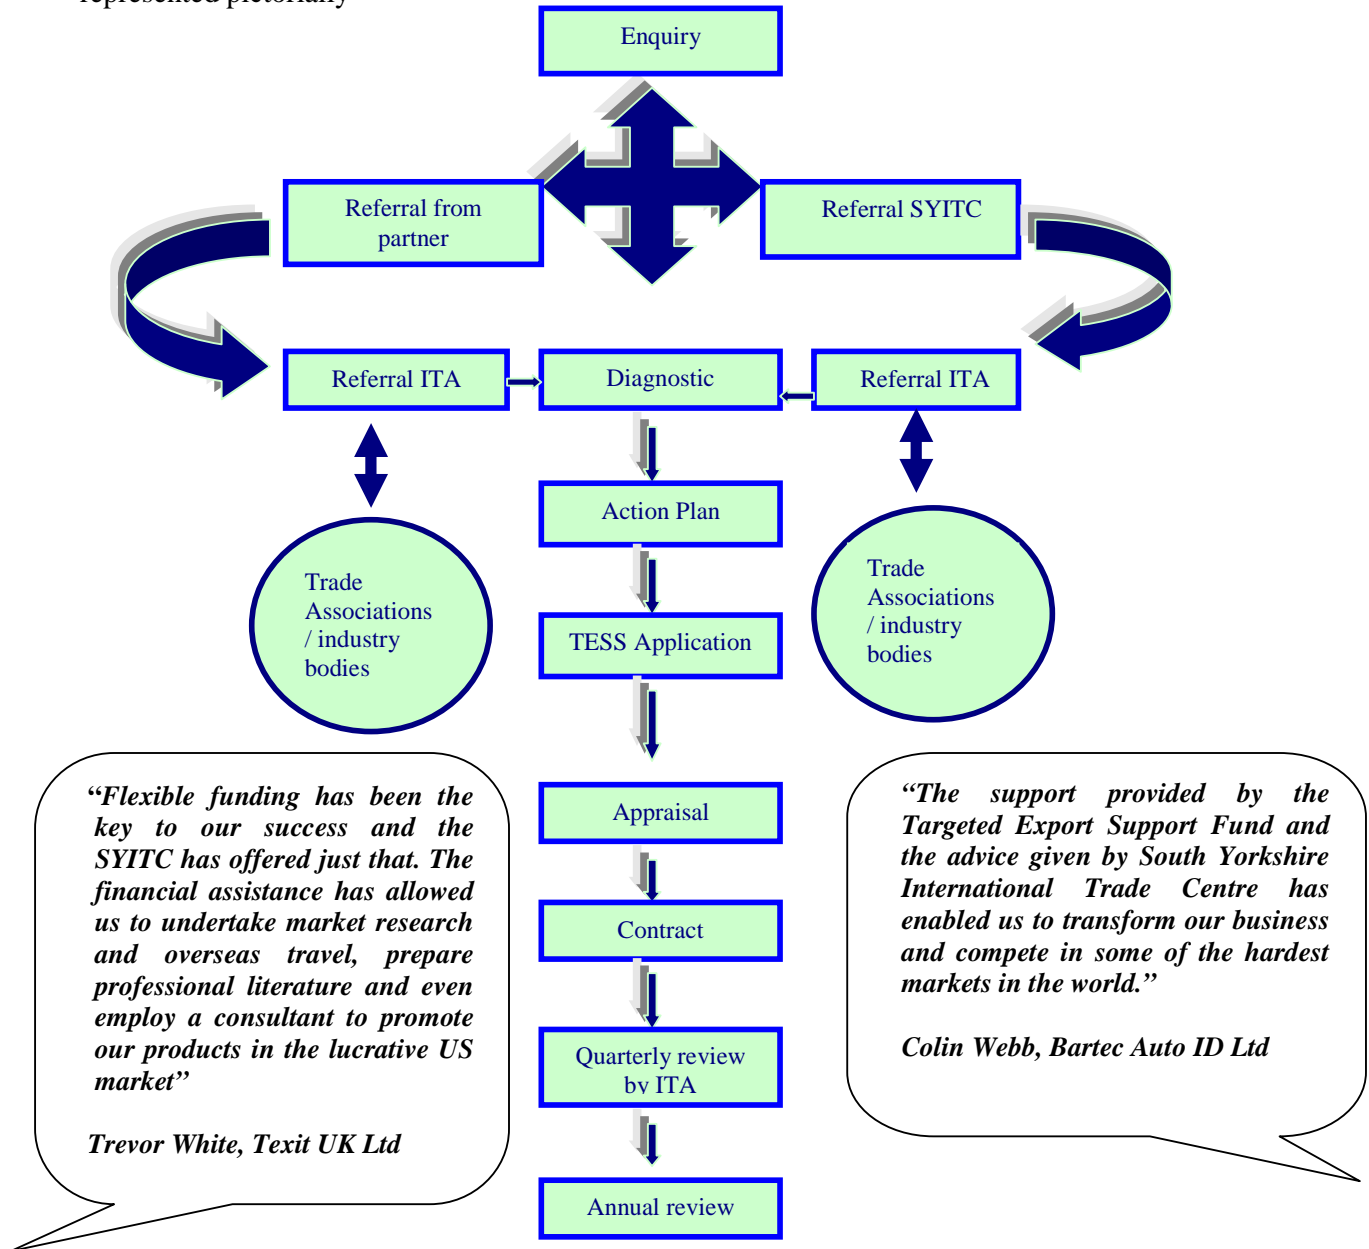 represented pictorially
Enquiry
Referral from
partner
Referral SYITC
Referral ITA
Diagnostic
Referral ITA
Action Plan
Trade
Associations
/ industry
bodies
Trade
Associations
/ industry
bodies
TESS Application
“Flexible funding has been the
key to our success and the
SYITC has offered just that. The
financial assistance has allowed
us to undertake market research
and overseas travel, prepare
professional literature and even
employ a consultant to promote
our products in the lucrative US
market”
Trevor White, Texit UK Ltd
Appraisal
Contract
Quarterly review
by ITA
Annual review
“The support provided by the
Targeted Export Support Fund and
the advice given by South Yorkshire
International Trade Centre has
enabled us to transform our business
and compete in some of the hardest
markets in the world.”
Colin Webb, Bartec Auto ID Ltd